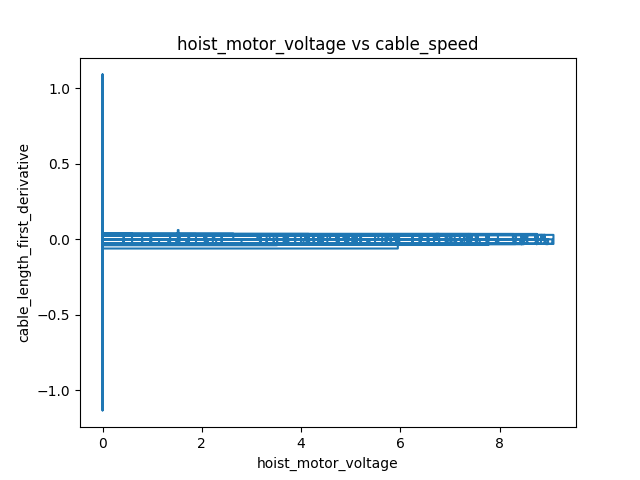 hoist_motor_voltage vs cable_speed
1.0
0.5
0.0
−0.5
−1.0
cable_length_first_derivative
0 2 4 6 8
hoist_motor_voltage